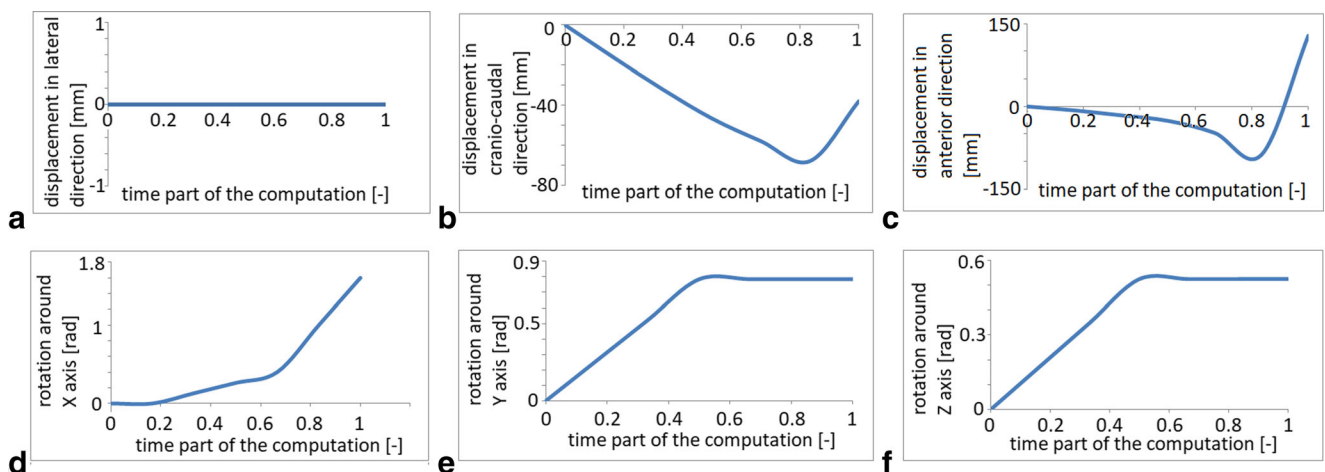 displacement in lateral
direction [mm]
1
0
-1
0 0.2 0.4 0.6 0.8 1
time part of the computation [-]
a
displacement in
cranio-caudal
direction [mm]
0
-40
-80
0 0.2 0.4 0.6 0.8 1
time part of the computation [-]
b
displacement in
anterior direction
[mm]
150
0
-150
0 0.2 0.4 0.6 0.8 1
time part of the computation [-]
c
rotation around
X axis [rad]
1.8
1
0
0 0.2 0.4 0.6 0.8 1
time part of the computation [-]
d
rotation around
Y axis [rad]
0.9
0.5
0
0 0.2 0.4 0.6 0.8 1
time part of the computation [-]
e
rotation around
Z axis [rad]
0.6
0.3
0
0 0.2 0.4 0.6 0.8 1
time part of the computation [-]
f